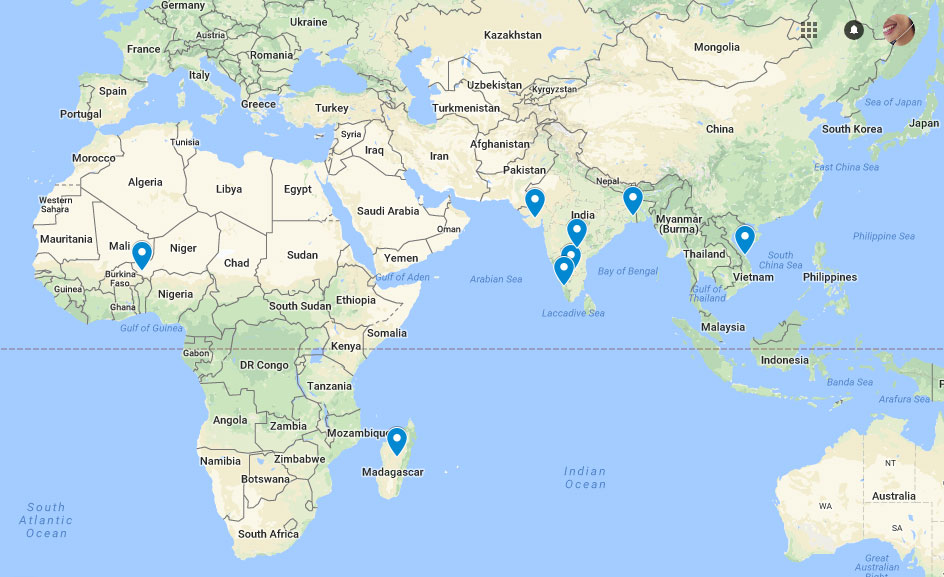 Germany
Ukraine
Kazakhstan
Mongolia
Austria
France
Romania
Italy
Uzbekistan
Kyrgyzstan
Spain
Portugal
Greece
Turkey
Turkmenistan
Sea of Japan
Japan
South Korea
China
Tunisia
Syria
Afghanistan
Morocco
Iraq
Iran
Pakistan
East China Sea
Algeria
Libya
Egypt
Nepal
Western
Sahara
Saudi Arabia
India
Myanmar
(Burma)
Oman
Mauritania
Mali
Niger
Sudan
Yemen
Thailand
South
China Sea
Philippine Sea
Chad
Burkina
Faso
Gulf of Aden
Arabian Sea
Bay of Bengal
Vietnam
Philippines
Guinea
Nigeria
Ghana
South Sudan
Ethiopia
Gulf of
Thailand
Laccadive Sea
Gulf of Guinea
Somalia
Malaysia
Kenya
Gabon
DR Congo
Indonesia
Tanzania
Banda Sea
Arafura Sea
P
Angola
Zambia
Mozambique
Namibia
Zimbabwe
Madagascar
Botswana
Indian
Ocean
NT
Australia
WA
SA
South
Atlantic
Ocean
South Africa
Great
Australian
Bight